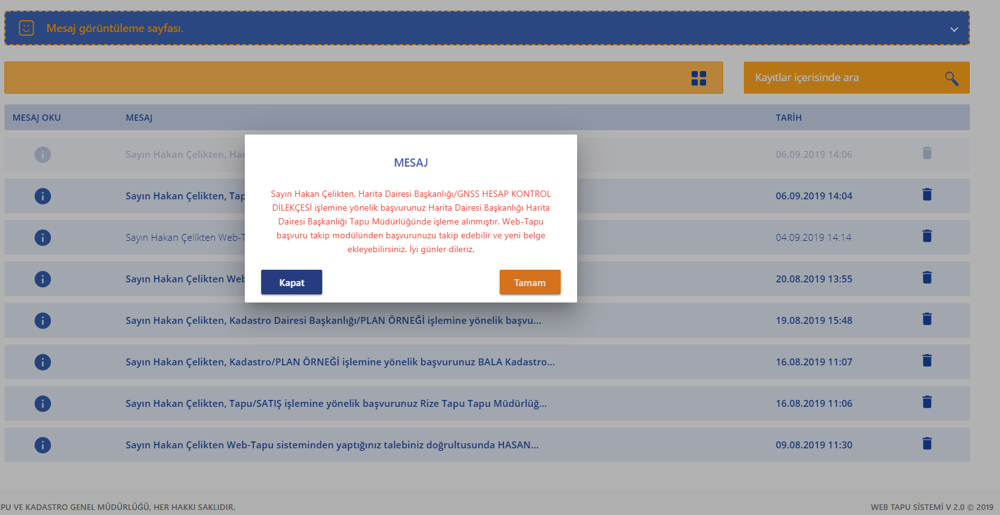 Mesaj görüntüleme sayfası.
Kayıtlar içerisinde ara
MESAJ OKU MESAJ TARİH
Sayın Hakan Çelikten, Har 06.09.2019 14:06
Sayın Hakan Çelikten, Tap 06.09.2019 14:04
Sayın Hakan Çelikten Web-T 04.09.2019 14:14
Sayın Hakan Çelikten Web 20.08.2019 13:55
MESAJ
Sayın Hakan Çelikten, Harita Dairesi Başkanlığı/GNSS HESAP KONTROL
DİLEKÇESİ işlemine yönelik başvurunuz Harita Dairesi Başkanlığı Harita
Dairesi Başkanlığı Tapu Müdürlüğünde işleme alınmıştır. Web-Tapu
başvuru takip modülünden başvurunuzu takip edebilir ve yeni belge
ekleyebilirsiniz. İyi günler dileriz.
Kapat Tamam
Sayın Hakan Çelikten, Kadastro Dairesi Başkanlığı/PLAN ÖRNEĞİ işlemine yönelik başvu... 19.08.2019 15:48
Sayın Hakan Çelikten, Kadastro/PLAN ÖRNEĞİ işlemine yönelik başvurunuz BALA Kadastro... 16.08.2019 11:07
Sayın Hakan Çelikten, Tapu/SATIŞ işlemine yönelik başvurunuz Rize Tapu Tapu Müdürlüğ... 16.08.2019 11:06
Sayın Hakan Çelikten Web-Tapu sisteminden yaptığınız talebiniz doğrultusunda HASAN... 09.08.2019 11:30
PU VE KADASTRO GENEL MÜDÜRLÜĞÜ, HER HAKKI SAKLIDIR. WEB TAPU SİSTEMİ V 2.0 © 2019